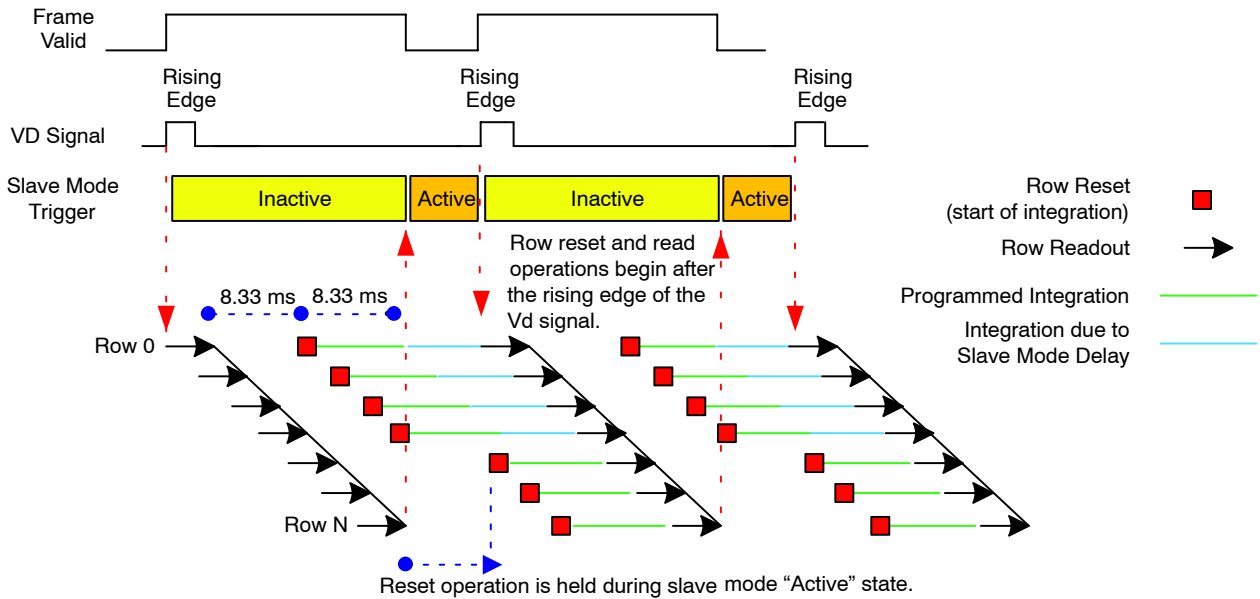 Frame
Valid
Rising
Edge
Rising
Edge
Rising
Edge
VD Signal
Slave Mode
Trigger
Inactive
Active
Inactive
Active
Row Reset
(start of integration)
Row Readout
Programmed Integration
Integration due to
Slave Mode Delay
Row reset and read
operations begin after
the rising edge of the
Vd signal.
8.33 ms
8.33 ms
Row 0
Row N
Reset operation is held during slave mode “Active” state.